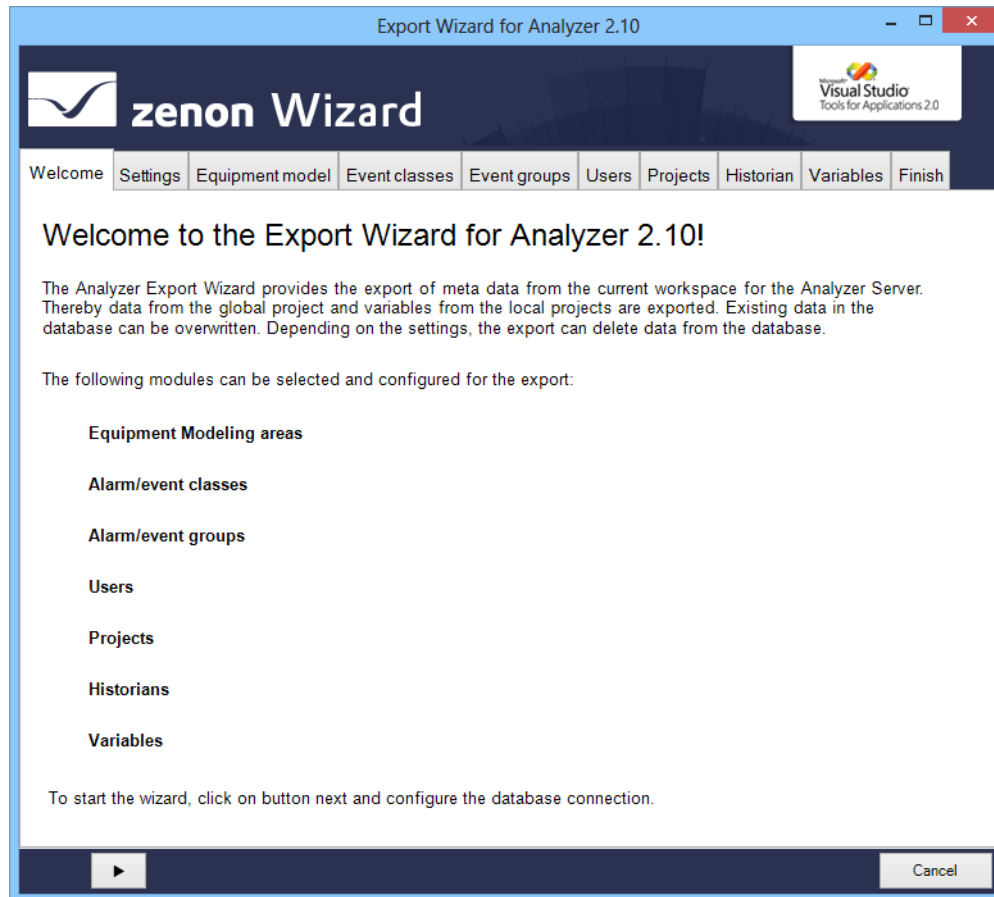 Export Wizard for Analyzer 2.10
zenon Wizard
Microsoft
Visual Studio
Tools for Applications 2.0
Welcome Settings Equipment model Event classes Event groups Users Projects Historian Variables Finish
Welcome to the Export Wizard for Analyzer 2.10!
The Analyzer Export Wizard provides the export of meta data from the current workspace for the Analyzer Server.
Thereby data from the global project and variables from the local projects are exported. Existing data in the
database can be overwritten. Depending on the settings, the export can delete data from the database.
The following modules can be selected and configured for the export:
Equipment Modeling areas
Alarm/event classes
Alarm/event groups
Users
Projects
Historians
Variables
To start the wizard, click on button next and configure the database connection.
Cancel